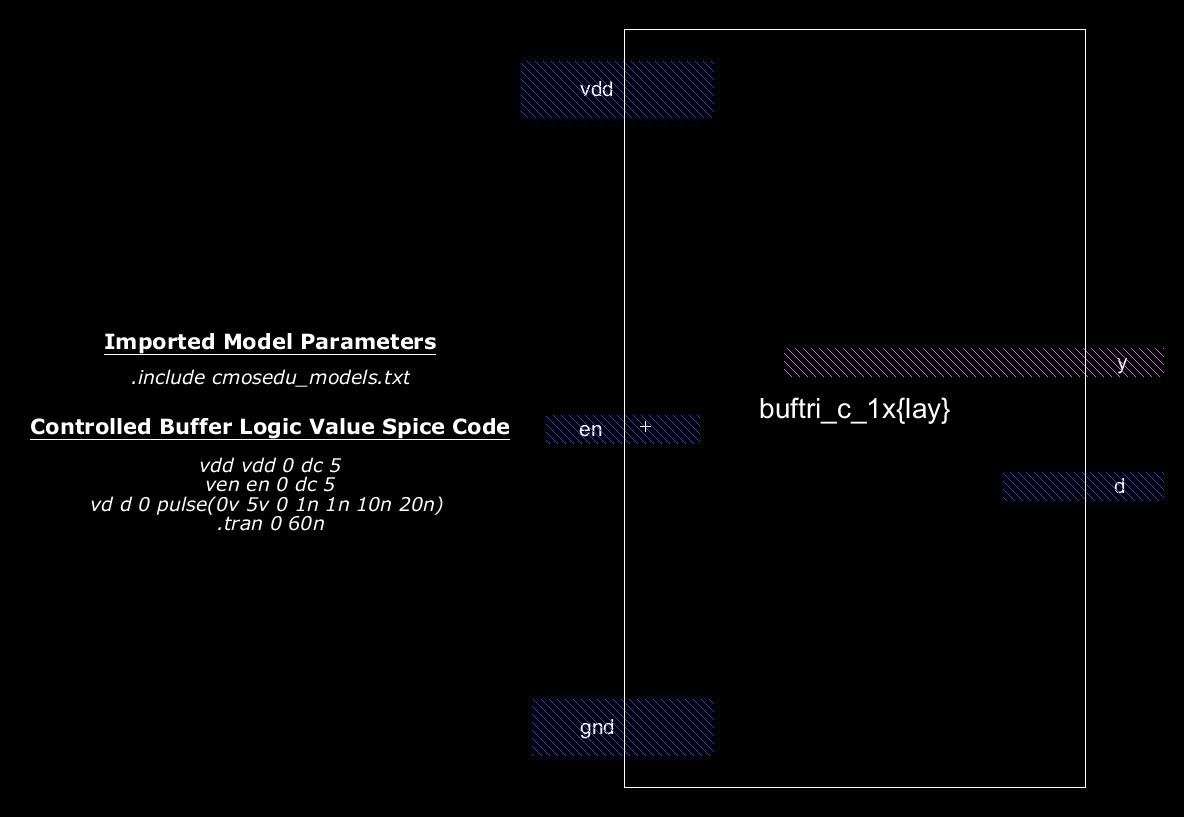 vdd
Imported Model Parameters
.include cmosedu_models.txt
Controlled Buffer Logic Value Spice Code
vdd vdd 0 dc 5
ven en 0 dc 5
vd d 0 pulse(0v 5v 0 1n 1n 10n 20n)
.tran 0 60n
y
buftri_c_1x{lay}
en
d
gnd